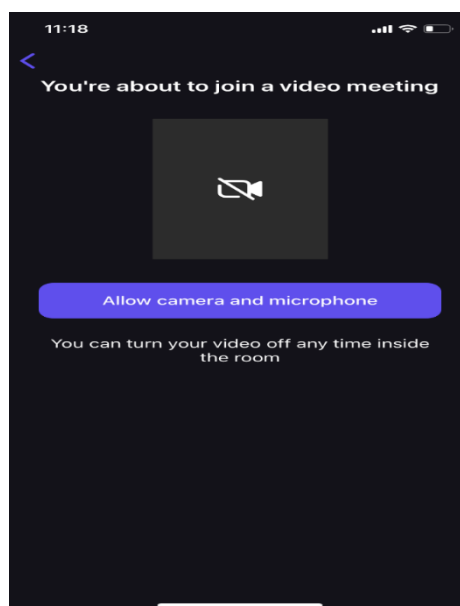 11:18
You're about to join a video meeting
Allow camera and microphone
You can turn your video off any time inside
the room